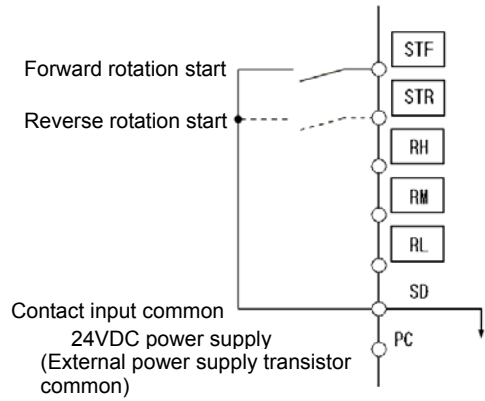 STF
Forward rotation start
STR
Reverse rotation start
RH
RM
RL
SD
Contact input common
24VDC power supply
PC
(External power supply transistor
common)